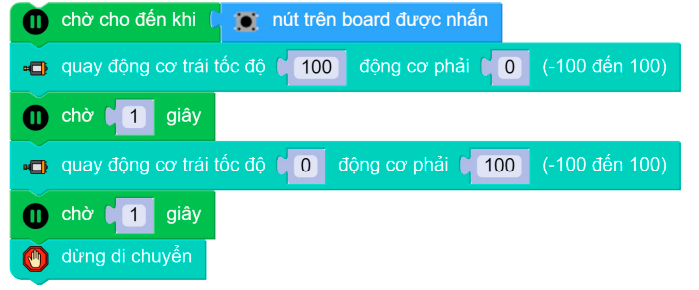 chờ cho đến khi nút trên board được nhấn
quay động cơ trái tốc độ 100 động cơ phải 0 (-100 đến 100)
chờ 1 giây
quay động cơ trái tốc độ 0 động cơ phải 100 (-100 đến 100)
chờ 1 giây
dừng di chuyển